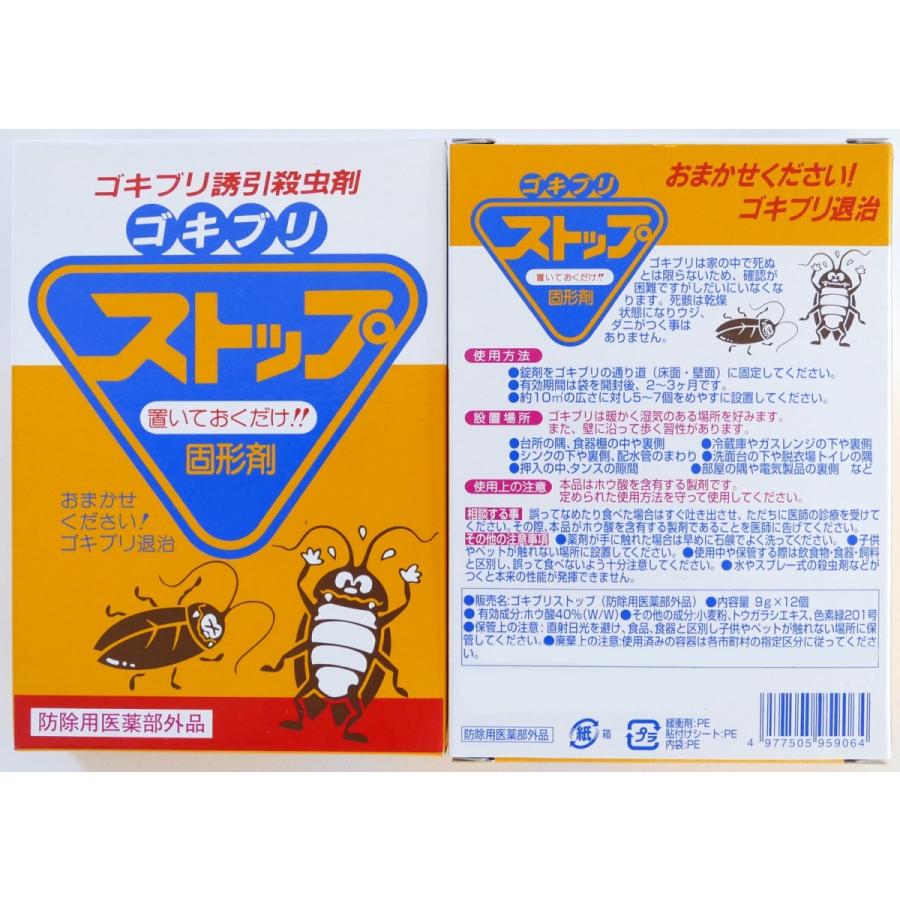 ゴキブリ誘引殺虫剤
ゴキブリ
ストップ
置いておくだけ!!
固形剤
おまかせ
ください!
ゴキブリ退治
防除用医薬部外品
ゴキブリ
ストップ
置いておくだけ!!
固形剤
おまかせください!
ゴキブリ退治
ゴキブリは家の中で死ぬ
とは限らないため、確認が
困難ですがしだいにいなくな
ります。死骸は乾燥
状態になりウジ、
ダニがつく事は
ありません。
使用方法
●錠剤をゴキブリの通り道（床面・壁面）に固定してください。
●有効期間は袋を開封後、2〜3ヶ月です。
●約10㎡の広さに対し5〜7個をめやすに設置してください。
設置場所 ゴキブリは暖かく湿気のある場所を好みます。
また、壁に沿って歩く習性があります。
●台所の隅、食器棚の中や裏側 ●冷蔵庫やガスレンジの下や裏側
●シンクの下や裏側、配水管のまわり ●洗面台の下や脱衣場トイレの隅
●押入の中、タンスの隙間 ●部屋の隅や電気製品の裏側 など
使用上の注意 本品はホウ酸を含有する製剤です。
定められた使用方法を守って使用してください。
相談する事 誤ってなめたり食べた場合はすぐ吐き出させ、ただちに医師の診療を受けて
ください。その際、本品がホウ酸を含有する製剤であることを医師に告げてください。
その他の注意事項 ●薬剤が手に触れた場合は早めに石鹸でよく洗ってください。 ●子供
やペットが触れない場所に設置してください。 ●使用中や保管する際は飲食物・食器・飼料
と区別し、誤って食べないよう十分注意してください。 ●水やスプレー式の殺虫剤などが
つくと本来の性能が発揮できません。
●販売名:ゴキブリストップ（防除用医薬部外品） ●内容量 9g×12個
●有効成分:ホウ酸40%(W/W) ●その他の成分:小麦粉、トウガラシエキス、色素緑201号
●保管上の注意:直射日光を避け、食品、食器と区別し子供やペットが触れない場所に保
管してください。●廃棄上の注意:使用済みの容器は各市町村の指定区分に従ってくださ
い。
防除用医薬部外品
紙 箱
プラ
緩衝剤:PE
貼付けシート:PE
内袋:PE
4 977505 959064